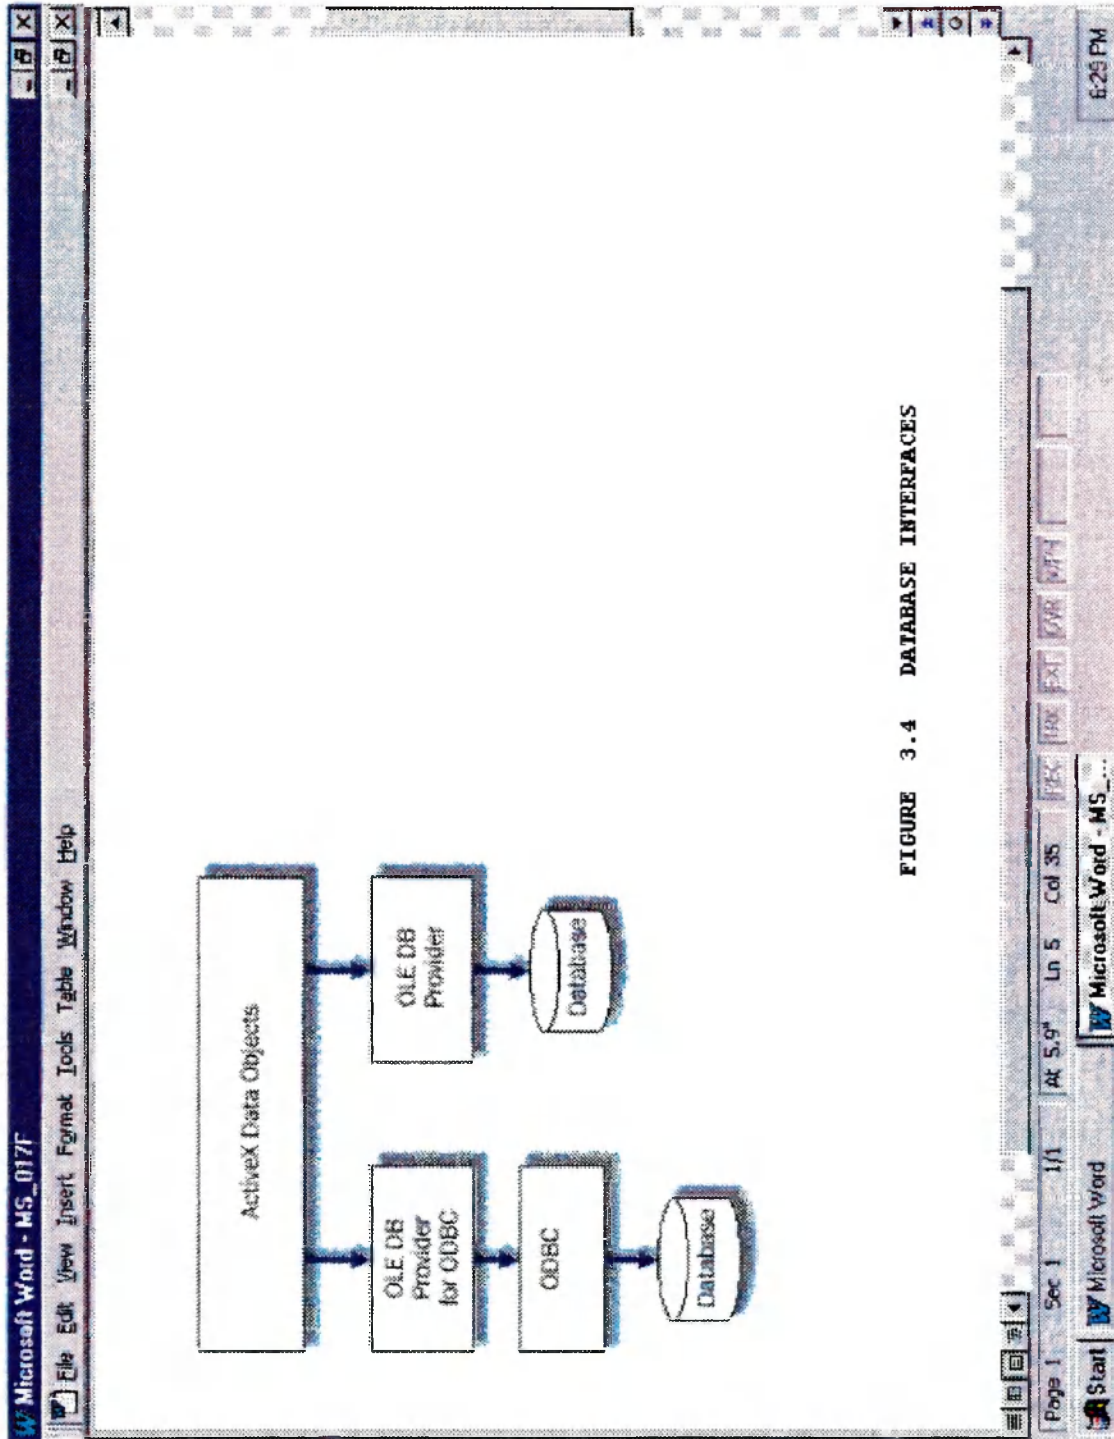 Microsoft Word - MS_017F
File Edit View Insert Format Tools Table Window Help
ActiveX Data Objects
OLE DB
Provider
for ODBC
OLE DB
Provider
ODBC
Database
Database
FIGURE 3.4 DATABASE INTERFACES
Page 1 Sec 1 1/1 At 5.9" Ln 5 Col 35 REC TRK EXT OVR WPH
Start Microsoft Word Microsoft Word - MS_... 6:29 PM